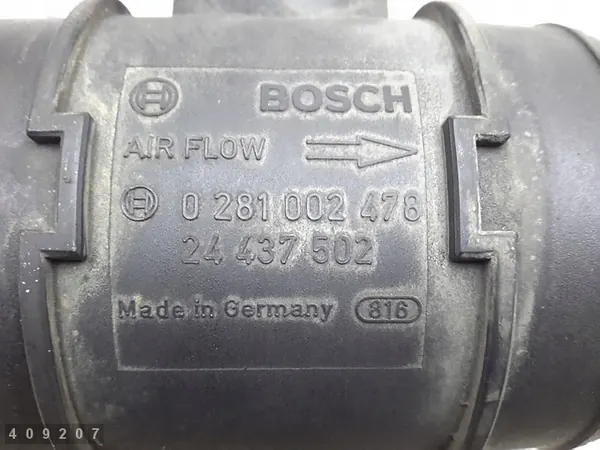 BOSCH
AIR FLOW
0 281 002 478
24 437 502
Made in Germany 816
409207